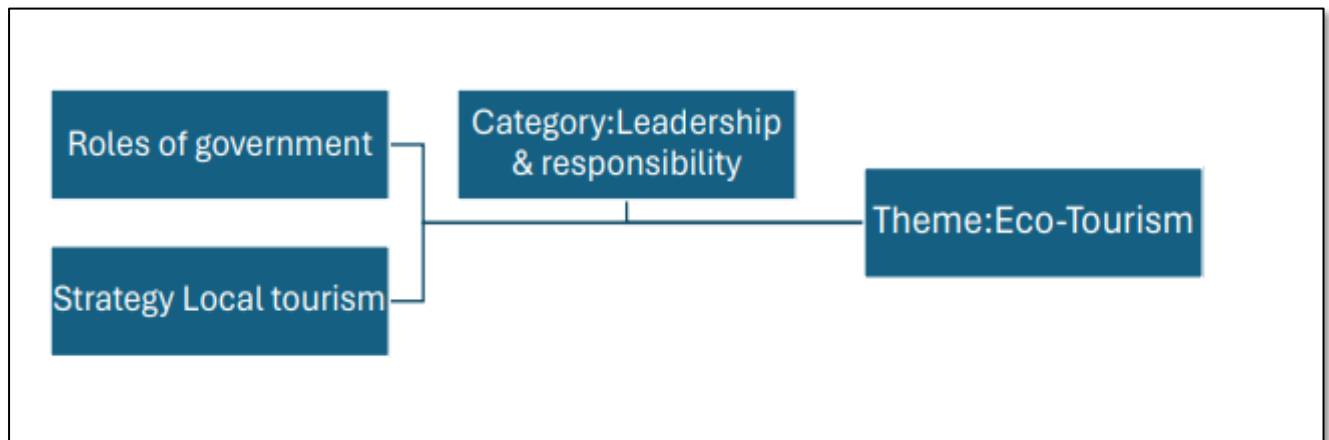 Roles of government
Category:Leadership
& responsibility
Theme:Eco-Tourism
Strategy Local tourism